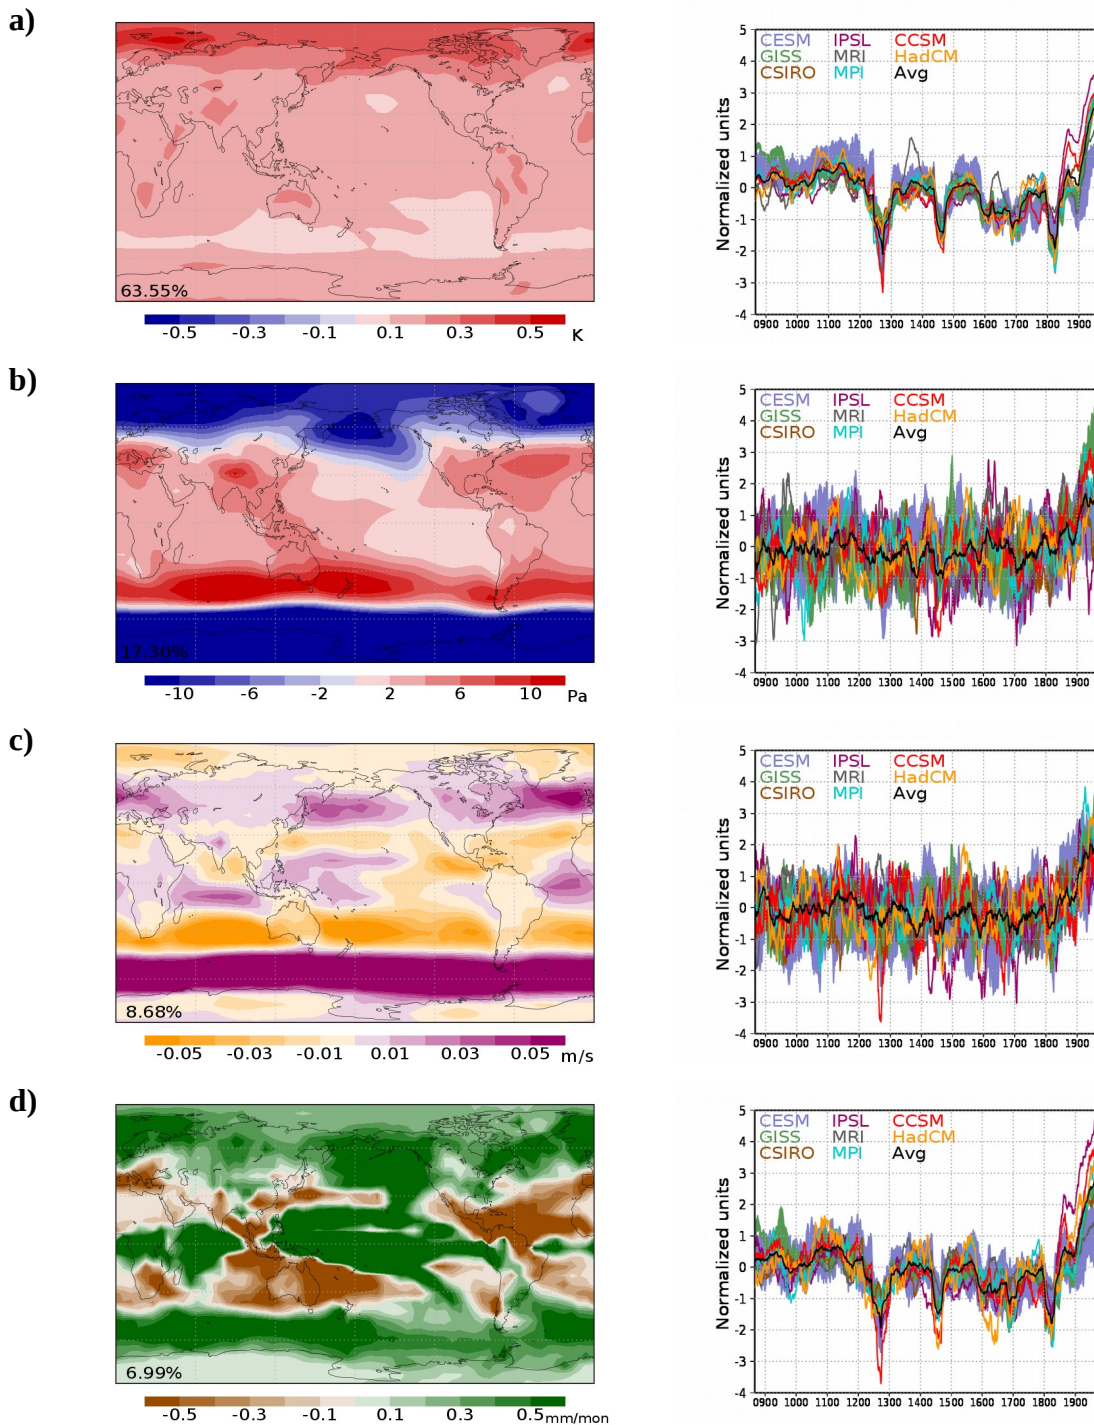 a)
63.55%
-0.5 -0.3 -0.1 0.1 0.3 0.5 K
Normalized units
5
4
3
2
1
0
-1
-2
-3
-4
CESM IPSL CCSM
GISS MRI HadCM
CSIRO MPI Avg
0900 1000 1100 1200 1300 1400 1500 1600 1700 1800 1900
b)
17.30%
-10 -6 -2 2 6 10 Pa
Normalized units
5
4
3
2
1
0
-1
-2
-3
-4
CESM IPSL CCSM
GISS MRI HadCM
CSIRO MPI Avg
0900 1000 1100 1200 1300 1400 1500 1600 1700 1800 1900
c)
8.68%
-0.05 -0.03 -0.01 0.01 0.03 0.05 m/s
Normalized units
5
4
3
2
1
0
-1
-2
-3
-4
CESM IPSL CCSM
GISS MRI HadCM
CSIRO MPI Avg
0900 1000 1100 1200 1300 1400 1500 1600 1700 1800 1900
d)
6.99%
-0.5 -0.3 -0.1 0.1 0.3 0.5 mm/mon
Normalized units
5
4
3
2
1
0
-1
-2
-3
-4
CESM IPSL CCSM
GISS MRI HadCM
CSIRO MPI Avg
0900 1000 1100 1200 1300 1400 1500 1600 1700 1800 1900